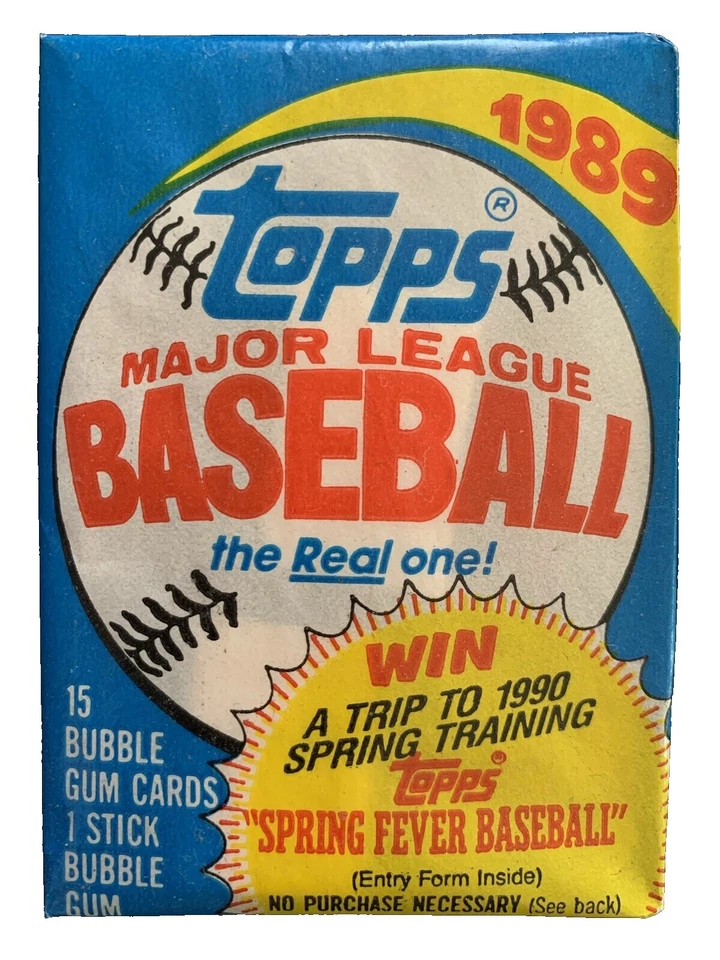 1989
topps®
MAJOR LEAGUE
BASEBALL
the Real one!
15
BUBBLE
GUM CARDS
1 STICK
BUBBLE
GUM
WIN
A TRIP TO 1990
SPRING TRAINING
topps®
"SPRING FEVER BASEBALL"
(Entry Form Inside)
NO PURCHASE NECESSARY (See back)